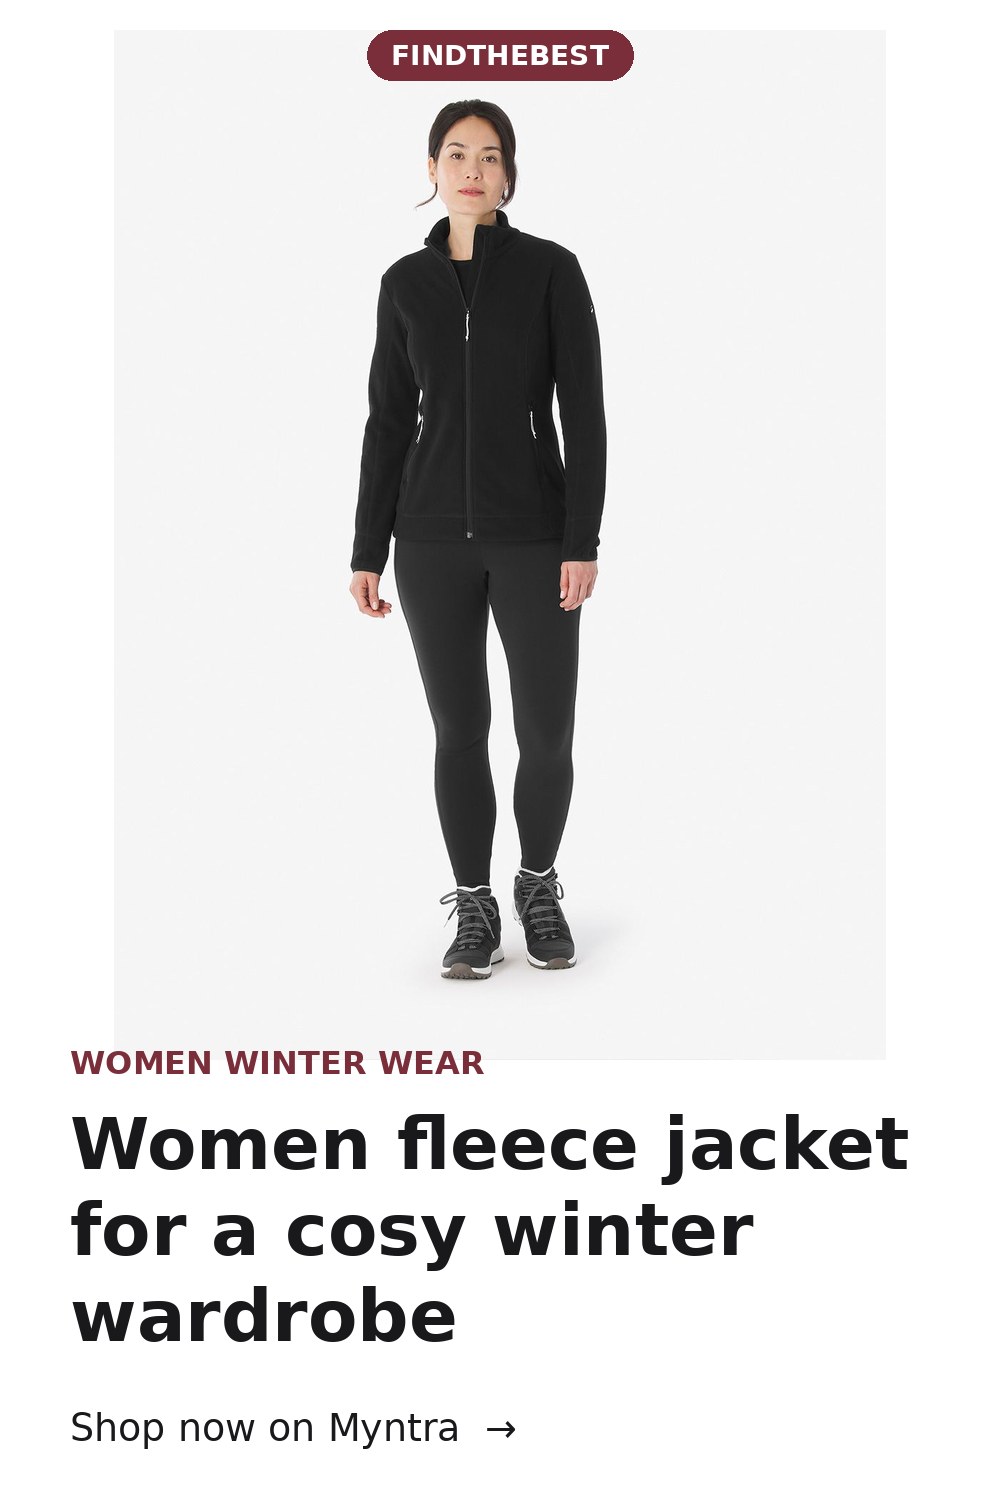 FINDTHEBEST
WOMEN WINTER WEAR
Women fleece jacket
for a cosy winter
wardrobe
Shop now on Myntra →